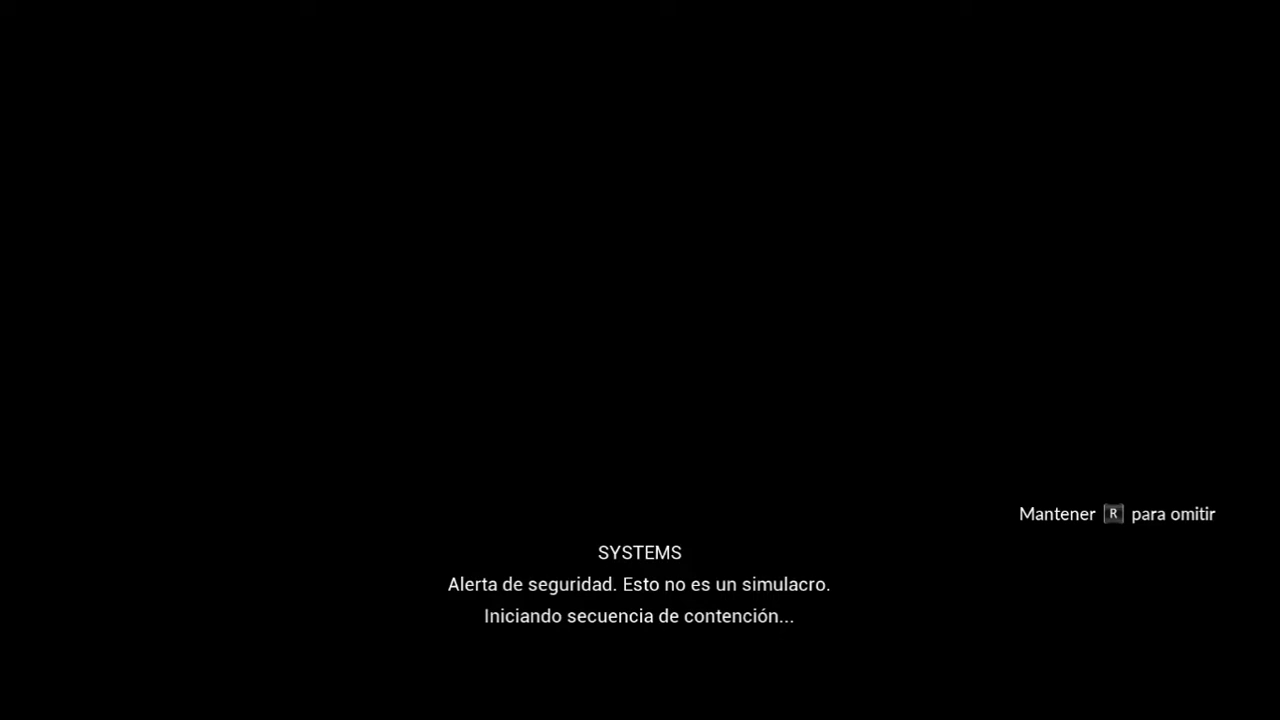 Mantener R para omitir
SYSTEMS
Alerta de seguridad. Esto no es un simulacro.
Iniciando secuencia de contención...